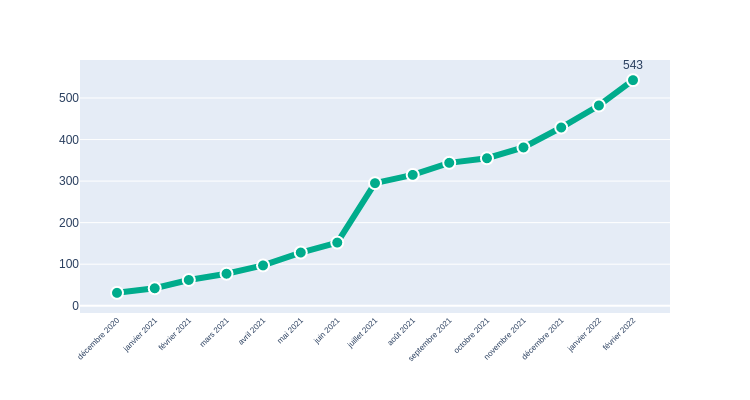 543
500
400
300
200
100
0
décembre 2020
janvier 2021
février 2021
mars 2021
avril 2021
mai 2021
juin 2021
juillet 2021
août 2021
septembre 2021
octobre 2021
novembre 2021
décembre 2021
janvier 2022
février 2022